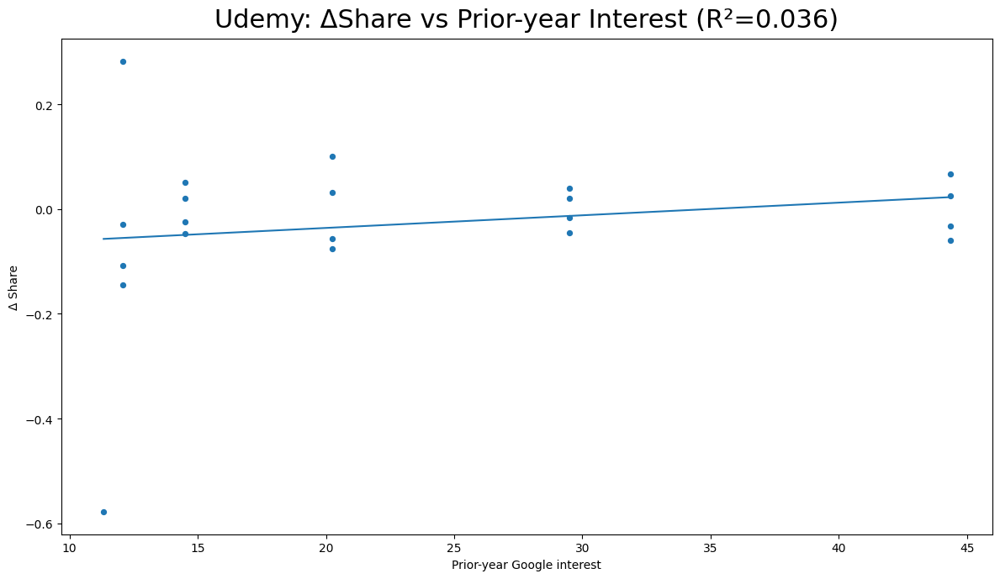 Udemy: ΔShare vs Prior-year Interest (R²=0.036)
0.2
0.0
−0.2
−0.4
−0.6
Δ Share
10 15 20 25 30 35 40 45
Prior-year Google interest